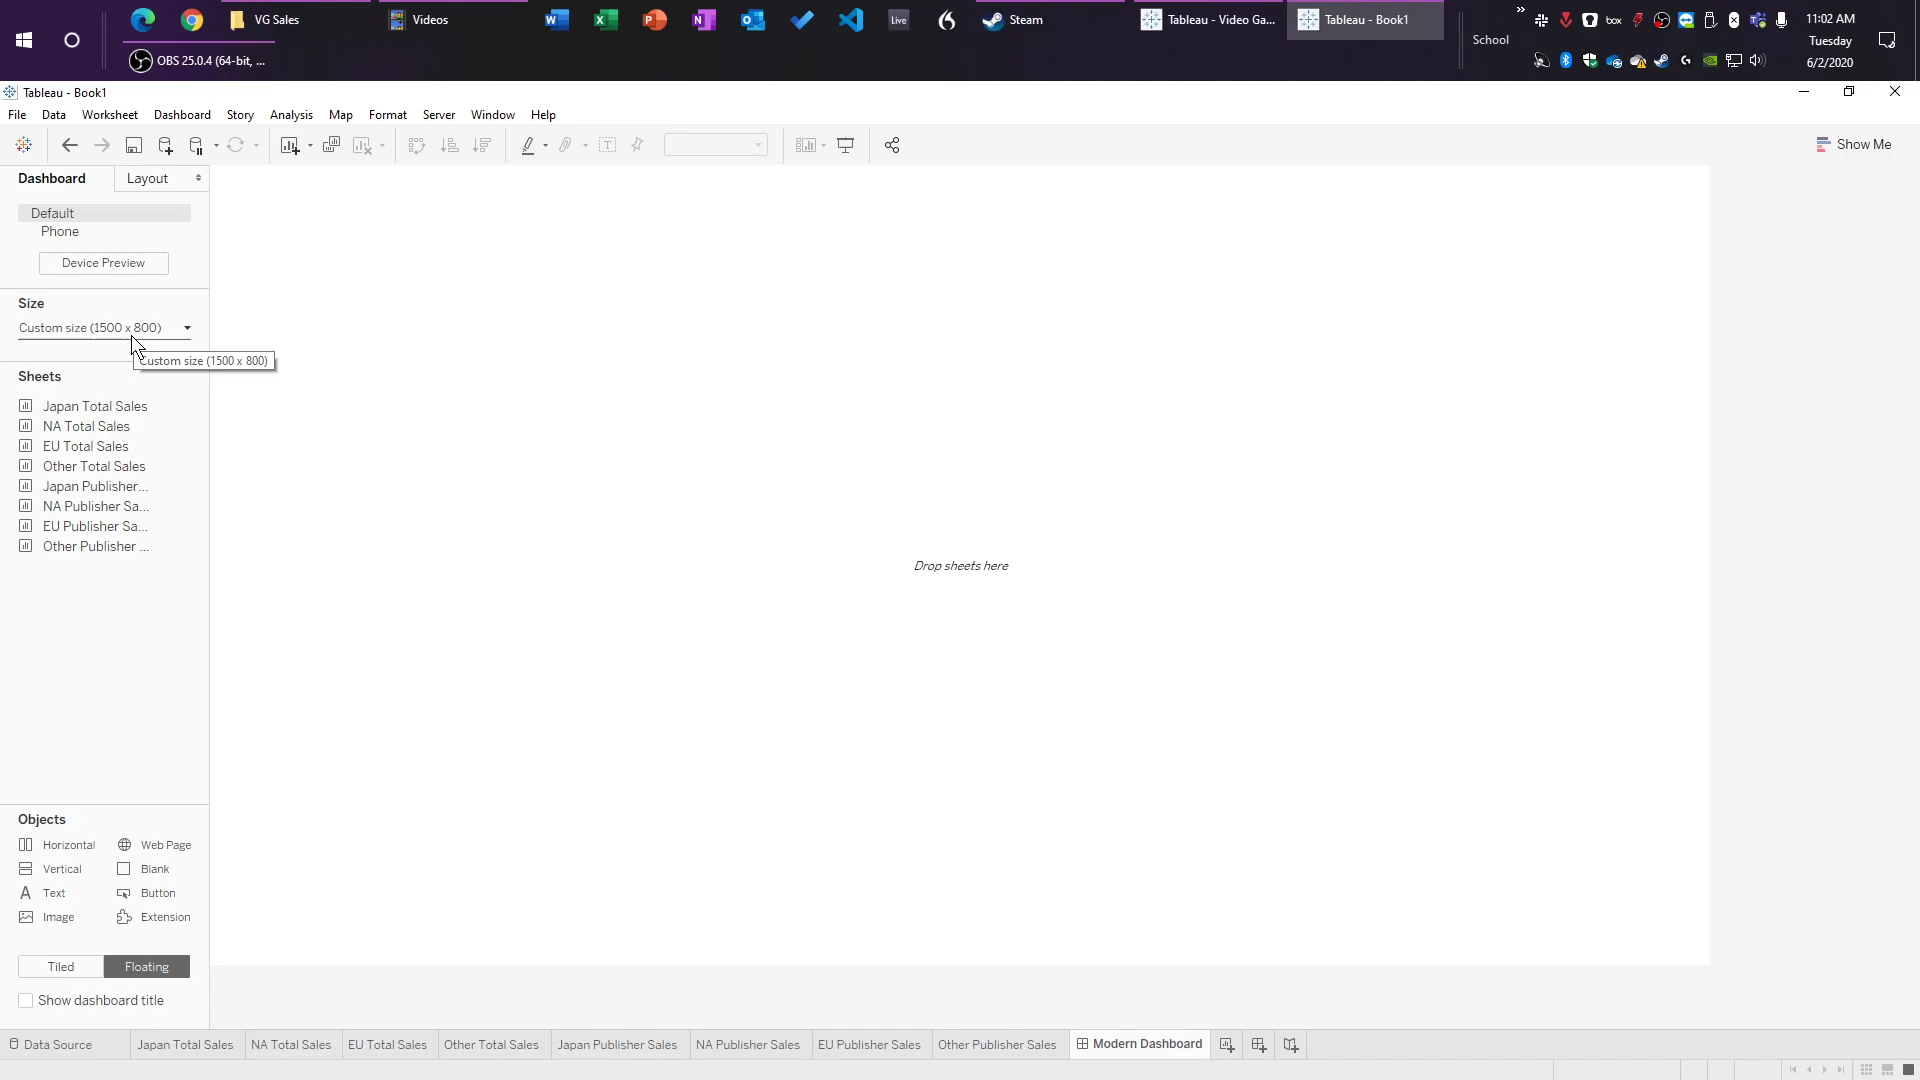 VG Sales
Videos
Live
Steam
Tableau - Video Ga...
Tableau - Book1
School
»
box
11:02 AM
Tuesday
6/2/2020
OBS 25.0.4 (64-bit, ...
Tableau - Book1
File Data Worksheet Dashboard Story Analysis Map Format Server Window Help
Show Me
Dashboard Layout
Default
Phone
Device Preview
Size
Custom size (1500 x 800)
Custom size (1500 x 800)
Sheets
Japan Total Sales
NA Total Sales
EU Total Sales
Other Total Sales
Japan Publisher...
NA Publisher Sa...
EU Publisher Sa...
Other Publisher ...
Drop sheets here
Objects
Horizontal Web Page
Vertical Blank
Text Button
Image Extension
Tiled Floating
Show dashboard title
Data Source Japan Total Sales NA Total Sales EU Total Sales Other Total Sales Japan Publisher Sales NA Publisher Sales EU Publisher Sales Other Publisher Sales Modern Dashboard